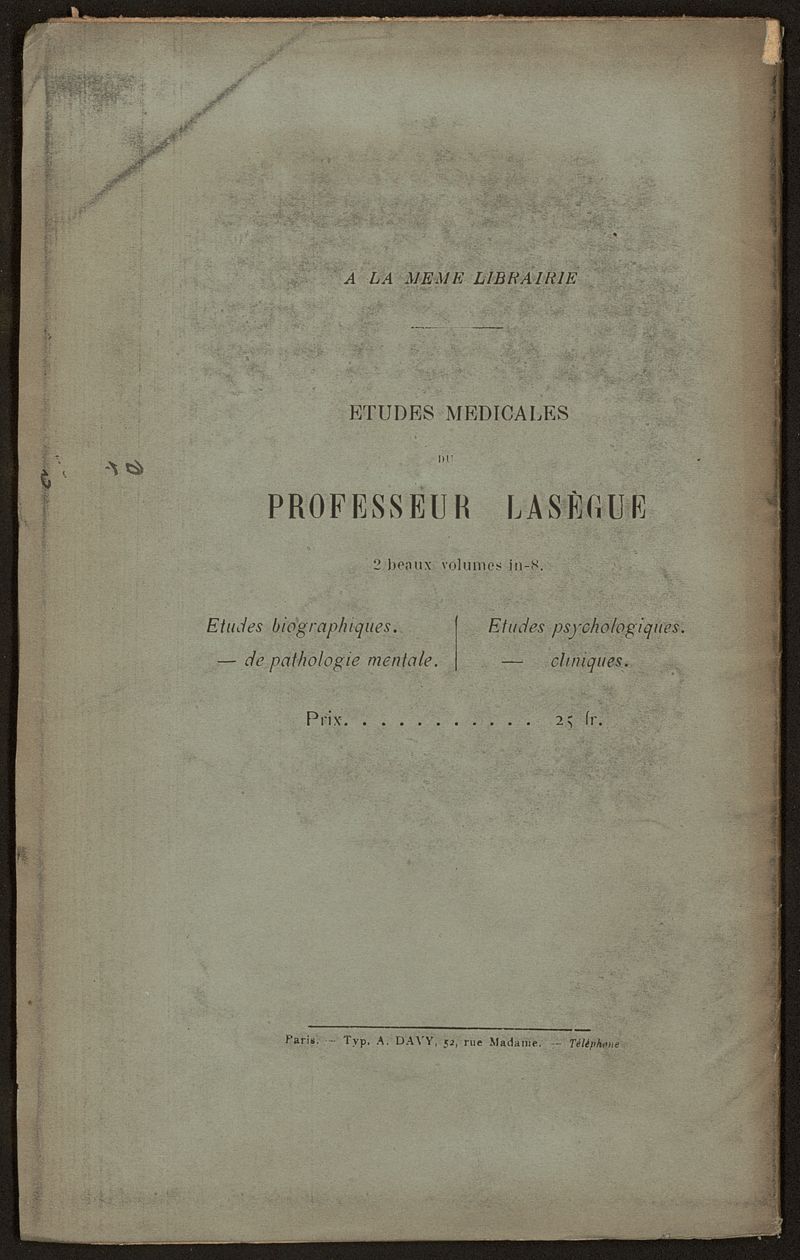 A LA MEME LIBRAIRIE
ETUDES MEDICALES
DU
PROFESSEUR LASÈGUE
2 beaux volumes in-8.
Etudes biographiques.
— de pathologie mentale.
Etudes psychologiques.
— cliniques.
Prix. . . . . . . . . . . 25 fr.
Paris. — Typ. A. DAVY, 52, rue Madame. — Téléphone